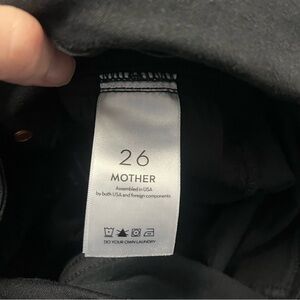 26
MOTHER
Assembled in USA
by both USA and foreign components
DO YOUR OWN LAUNDRY